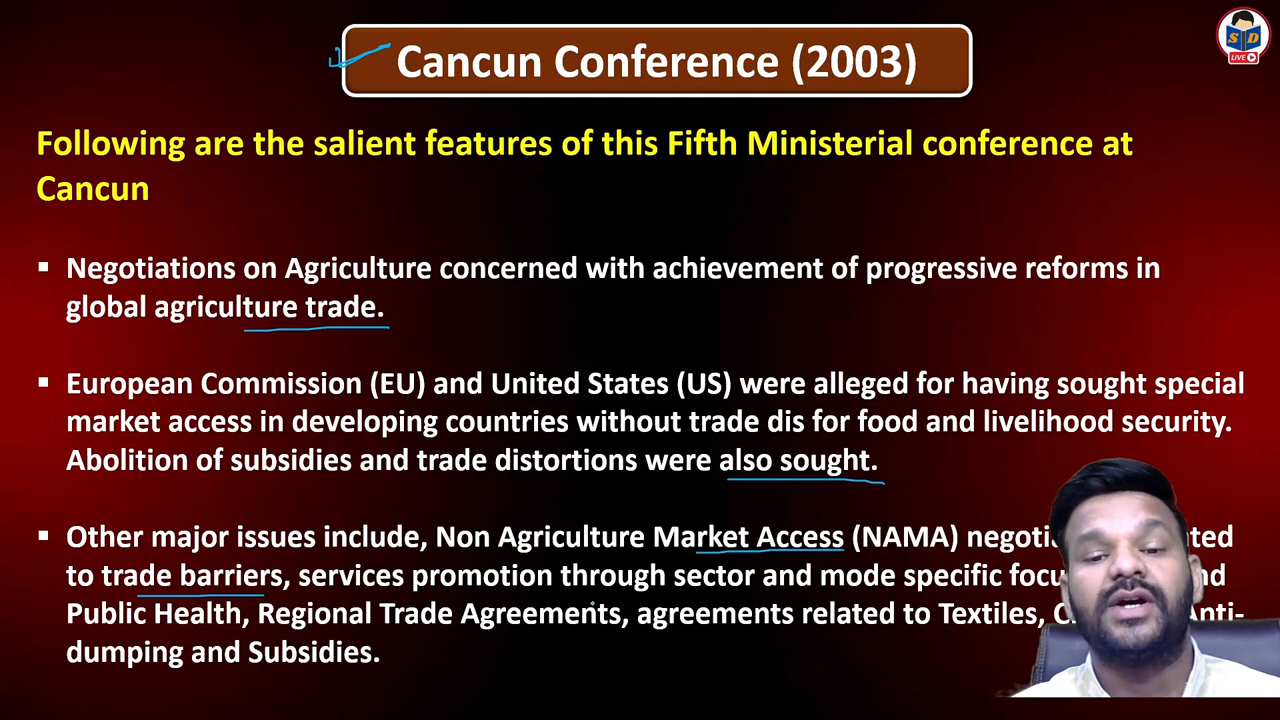 Cancun Conference (2003)
S D
LIVE
Following are the salient features of this Fifth Ministerial conference at
Cancun
▪ Negotiations on Agriculture concerned with achievement of progressive reforms in
global agriculture trade.
▪ European Commission (EU) and United States (US) were alleged for having sought special
market access in developing countries without trade dis for food and livelihood security.
Abolition of subsidies and trade distortions were also sought.
▪ Other major issues include, Non Agriculture Market Access (NAMA)
to trade barriers, services promotion through sector and mode specific
Public Health, Regional Trade Agreements, agreements related to Textiles, Anti-
dumping and Subsidies.